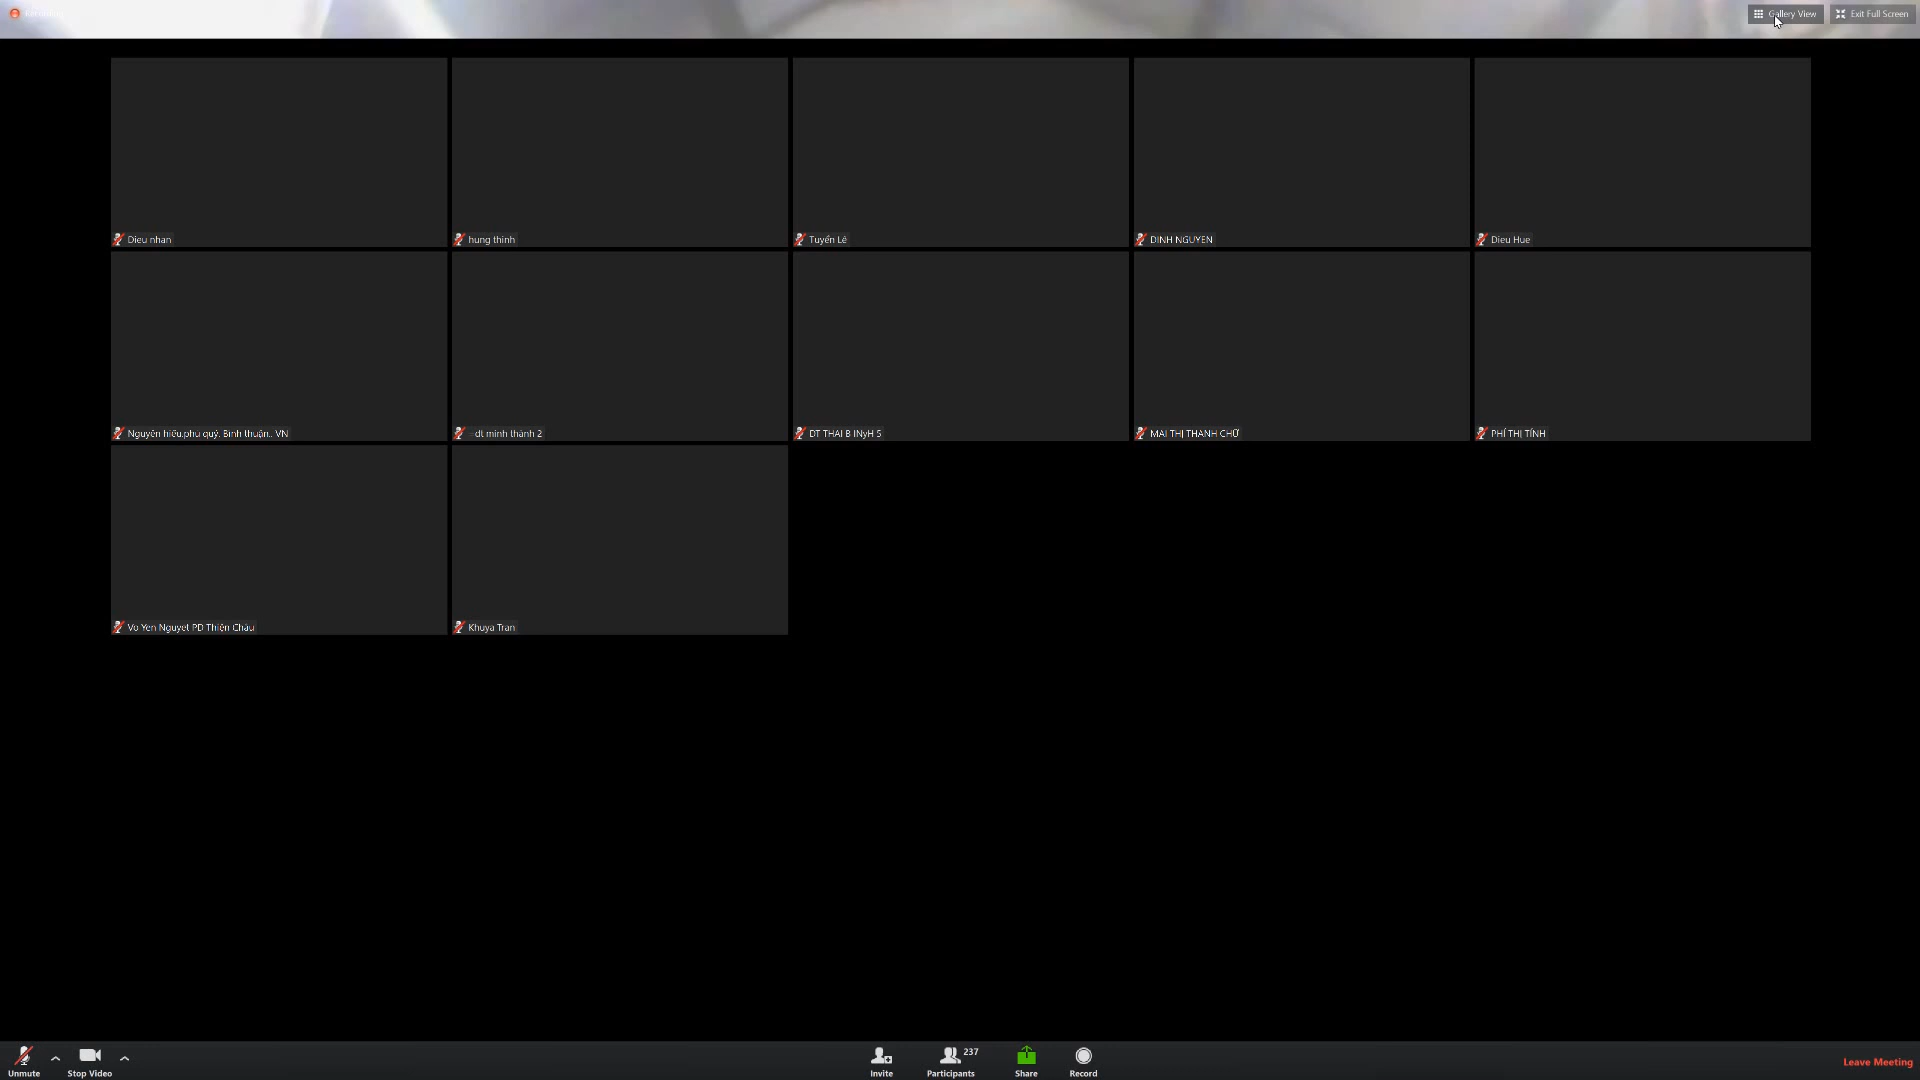 Gallery View
Exit Full Screen
Dieu nhan
hung thinh
Tuyến Lê
DINH NGUYEN
Dieu Hue
Nguyên hiếu.phu quý. Binh thuận.. VN
=dt minh thành 2
DT THAI B INyH 5
MAI THỊ THANH CHỮ
PHÍ THỊ TÍNH
Vo Yen Nguyet PD Thiện Châu
Khuya Tran
Unmute
Stop Video
Invite
237
Participants
Share
Record
Leave Meeting